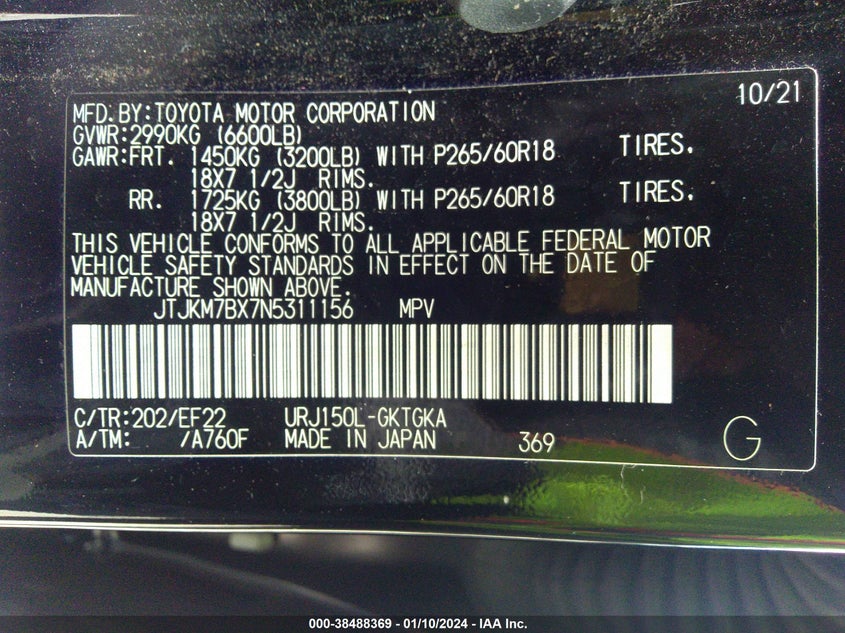 10/21
MFD.BY:TOYOTA MOTOR CORPORATION
GVWR:2990KG (6600LB)
GAWR:FRT. 1450KG (3200LB) WITH P265/60R18 TIRES,
18X7 1/2J RIMS.
RR. 1725KG (3800LB) WITH P265/60R18 TIRES,
18X7 1/2J RIMS.
THIS VEHICLE CONFORMS TO ALL APPLICABLE FEDERAL MOTOR
VEHICLE SAFETY STANDARDS IN EFFECT ON THE DATE OF
MANUFACTURE SHOWN ABOVE.
JTJKM7BX7N5311156 MPV
C/TR:202/EF22 URJ150L-GKTGKA
A/TM: /A760F MADE IN JAPAN 369
G
000-38488369 - 01/10/2024 - IAA Inc.